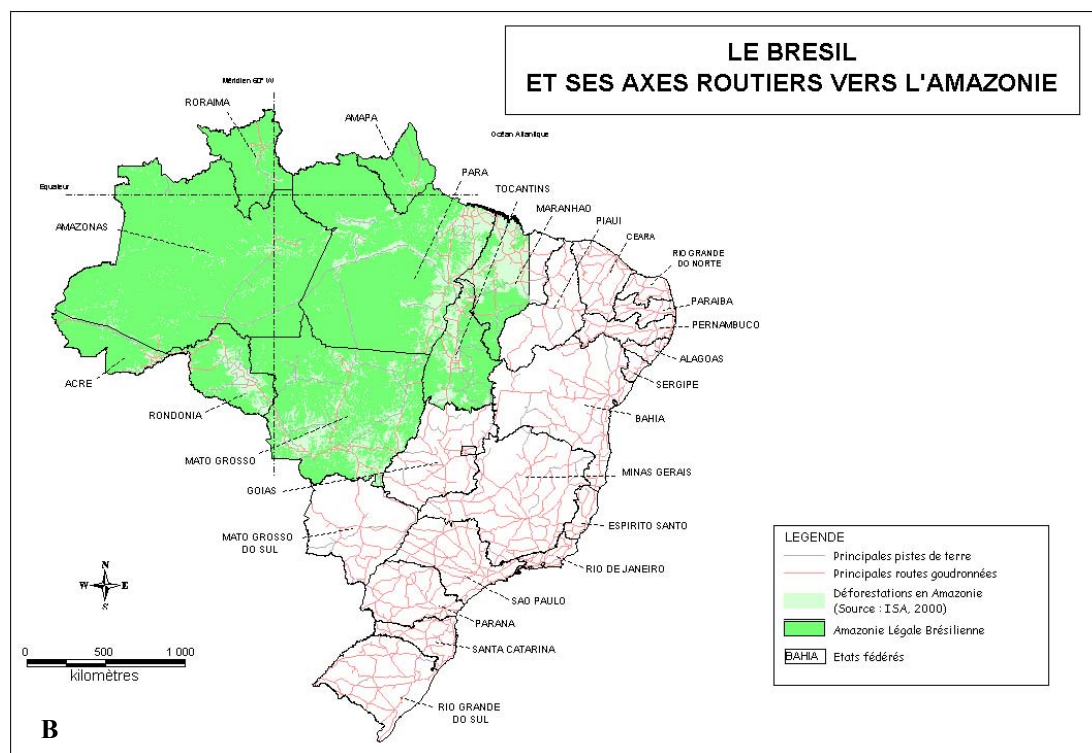 LE BRESIL
ET SES AXES ROUTIERS VERS L'AMAZONIE
Méridien 60° W
RORAIMA
AMAPA
Océan Atlantique
PARA
Equateur
TOCANTINS
MARANHAO
PIAUI
CEARA
AMAZONAS
RIO GRANDE
DO NORTE
PARAIBA
PERNAMBUCO
ALAGOAS
SERGIPE
ACRE
RONDONIA
BAHIA
MATO GROSSO
MINAS GERAIS
GOIAS
ESPIRITO SANTO
MATO GROSSO
DO SUL
RIO DE JANEIRO
SAO PAULO
PARANA
SANTA CATARINA
RIO GRANDE
DO SUL
N
W E
S
0 500 1 000
kilomètres
LEGENDE
Principales pistes de terre
Principales routes goudronnées
Déforestations en Amazonie
(Source : ISA, 2000)
Amazonie Légale Brésilienne
BAHIA Etats fédérés
B